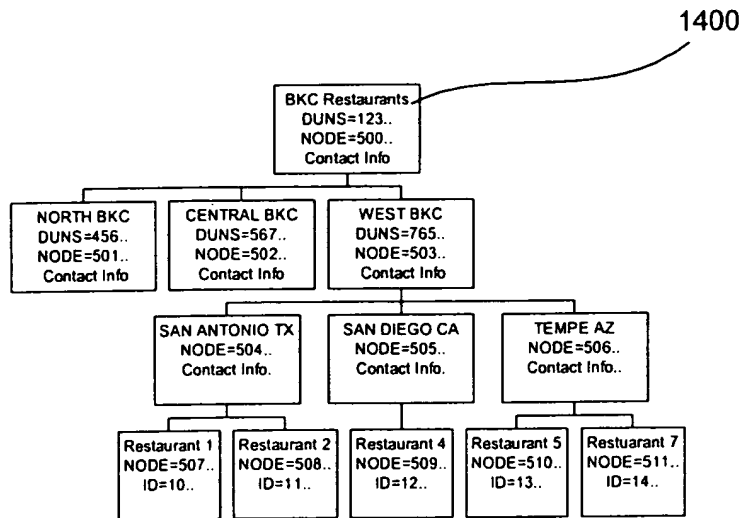 1400
BKC Restaurants
DUNS=123..
NODE=500..
Contact Info
NORTH BKC
DUNS=456..
NODE=501..
Contact Info
CENTRAL BKC
DUNS=567..
NODE=502..
Contact Info
WEST BKC
DUNS=765..
NODE=503..
Contact Info
SAN ANTONIO TX
NODE=504..
Contact Info.
SAN DIEGO CA
NODE=505..
Contact Info.
TEMPE AZ
NODE=506..
Contact Info..
Restaurant 1
NODE=507..
ID=10..
Restaurant 2
NODE=508..
ID=11..
Restaurant 4
NODE=509..
ID=12..
Restaurant 5
NODE=510..
ID=13..
Restuarant 7
NODE=511..
ID=14..